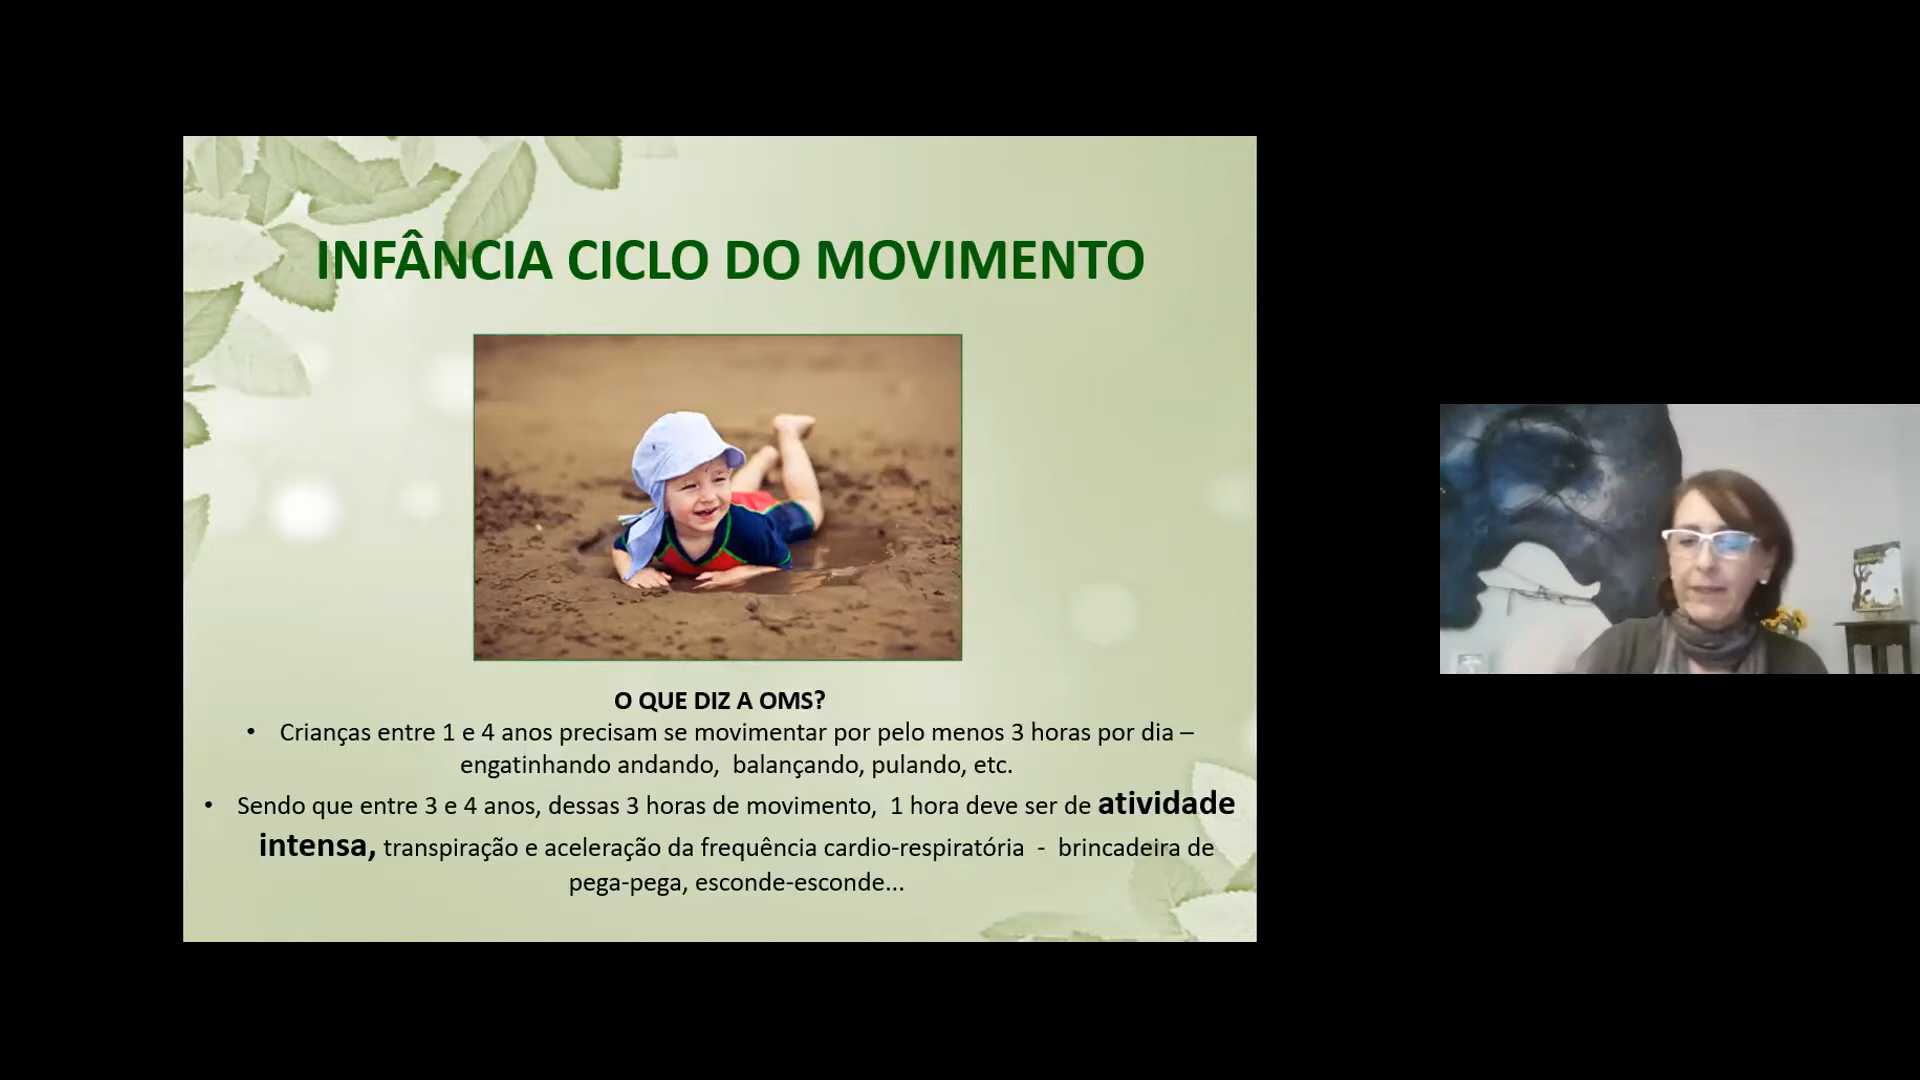 INFÂNCIA CICLO DO MOVIMENTO
O QUE DIZ A OMS?
• Crianças entre 1 e 4 anos precisam se movimentar por pelo menos 3 horas por dia –
engatinhando andando, balançando, pulando, etc.
• Sendo que entre 3 e 4 anos, dessas 3 horas de movimento, 1 hora deve ser de atividade
intensa, transpiração e aceleração da frequência cardio-respiratória - brincadeira de
pega-pega, esconde-esconde...